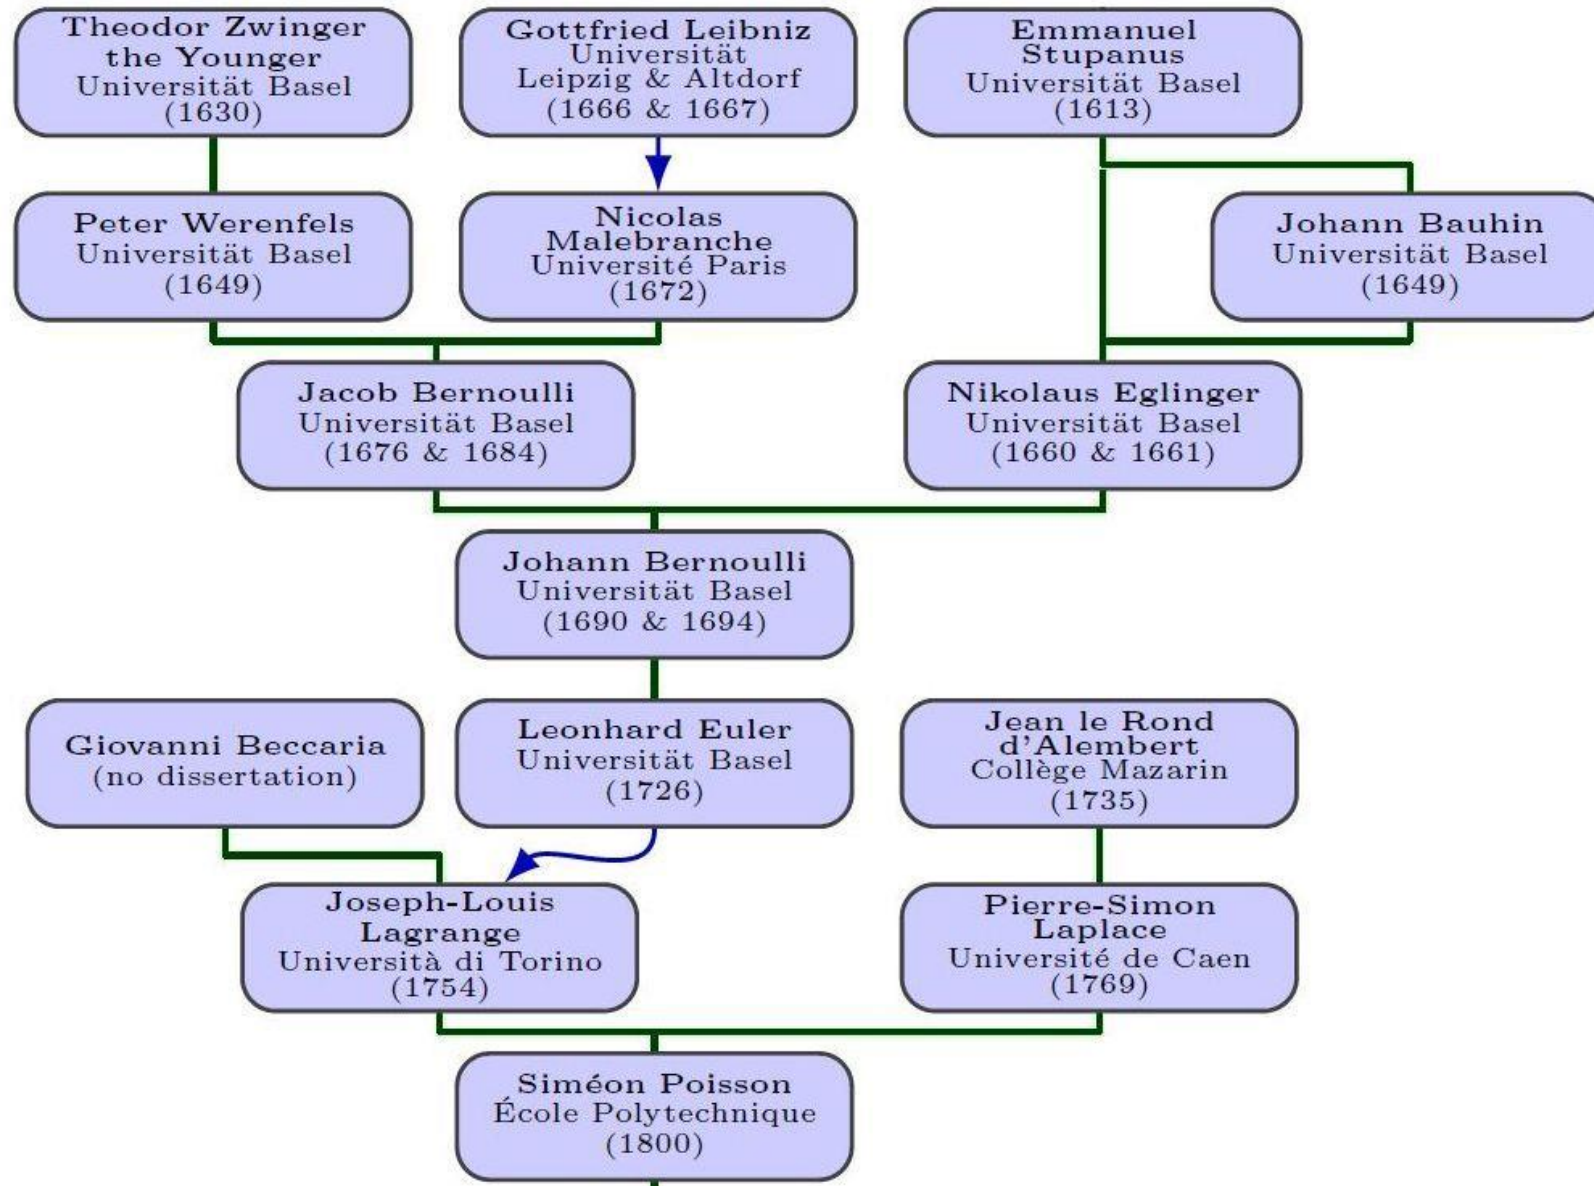 Theodor Zwinger
the Younger
Universität Basel
(1630)
Gottfried Leibniz
Universität
Leipzig & Altdorf
(1666 & 1667)
Emmanuel
Stupanus
Universität Basel
(1613)
Peter Werenfels
Universität Basel
(1649)
Nicolas
Malebranche
Université Paris
(1672)
Johann Bauhin
Universität Basel
(1649)
Jacob Bernoulli
Universität Basel
(1676 & 1684)
Nikolaus Eglinger
Universität Basel
(1660 & 1661)
Johann Bernoulli
Universität Basel
(1690 & 1694)
Giovanni Beccaria
(no dissertation)
Leonhard Euler
Universität Basel
(1726)
Jean le Rond
d'Alembert
Collège Mazarin
(1735)
Joseph-Louis
Lagrange
Università di Torino
(1754)
Pierre-Simon
Laplace
Université de Caen
(1769)
Siméon Poisson
École Polytechnique
(1800)